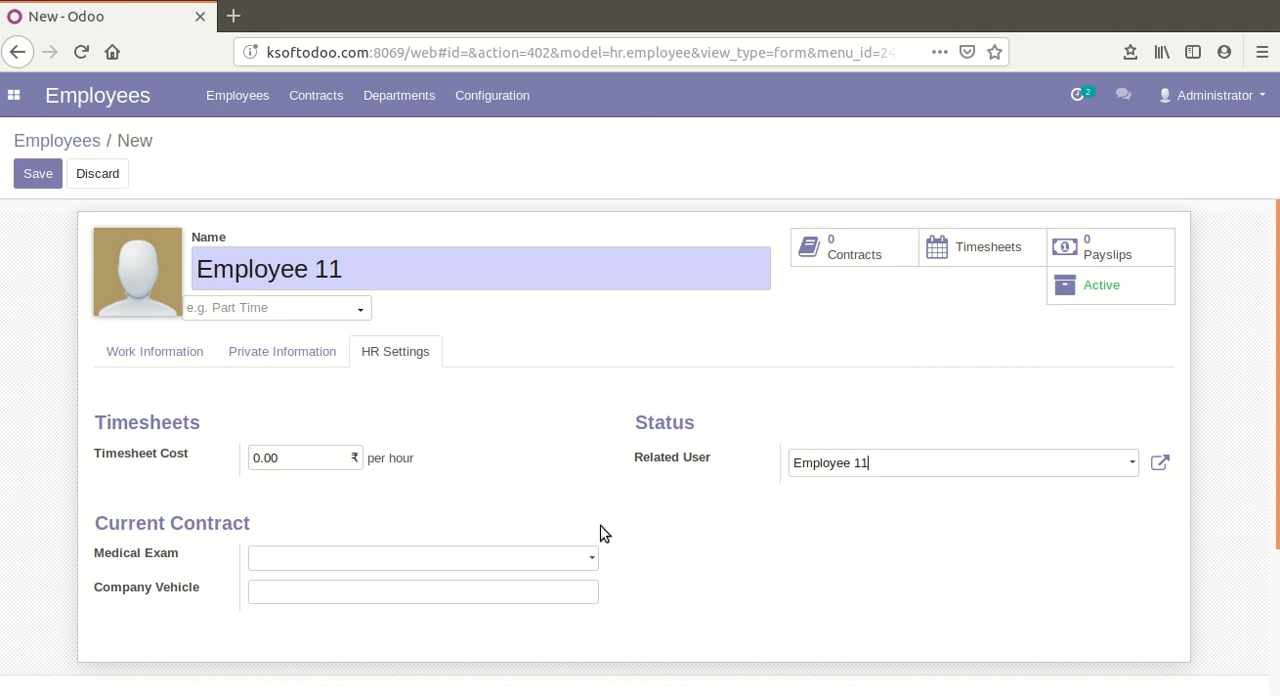 New - Odoo
ksoftodoo.com:8069/web#id=&action=402&model=hr.employee&view_type=form&menu_id=24
Employees Employees Contracts Departments Configuration 2 Administrator
Employees / New
Save Discard
Name
Employee 11
e.g. Part Time
0 Contracts
Timesheets
0 Payslips
Active
Work Information Private Information HR Settings
Timesheets
Timesheet Cost 0.00 ₹ per hour
Status
Related User Employee 11
Current Contract
Medical Exam
Company Vehicle